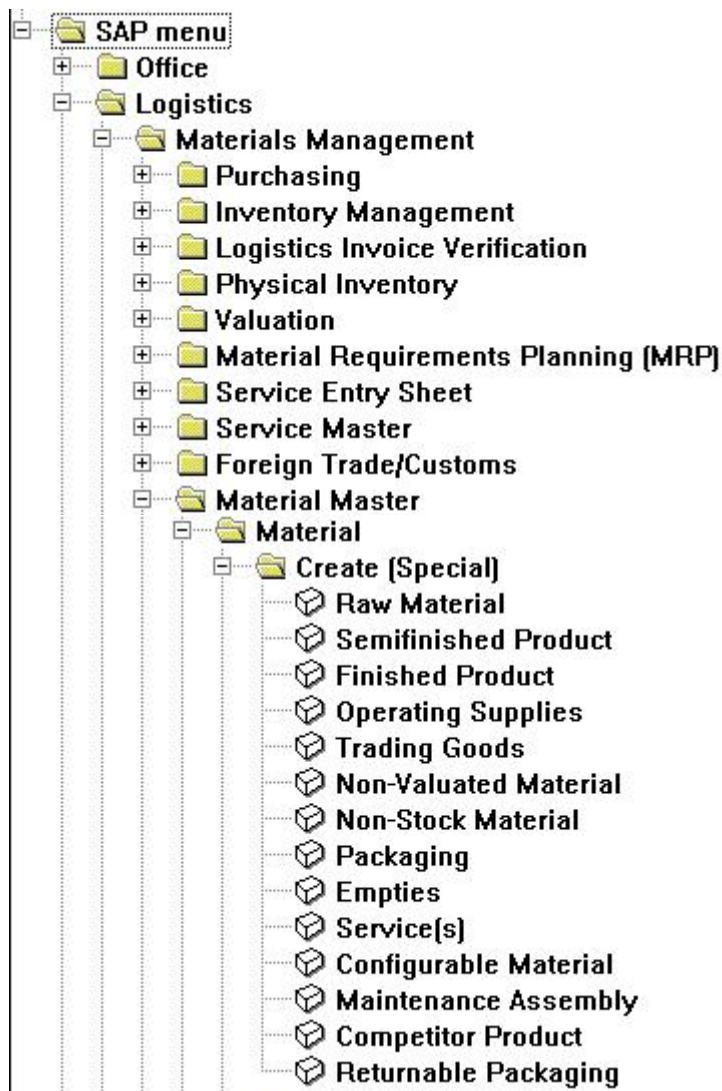 SAP menu
Office
Logistics
Materials Management
Purchasing
Inventory Management
Logistics Invoice Verification
Physical Inventory
Valuation
Material Requirements Planning (MRP)
Service Entry Sheet
Service Master
Foreign Trade/Customs
Material Master
Material
Create (Special)
Raw Material
Semifinished Product
Finished Product
Operating Supplies
Trading Goods
Non-Valuated Material
Non-Stock Material
Packaging
Empties
Service(s)
Configurable Material
Maintenance Assembly
Competitor Product
Returnable Packaging